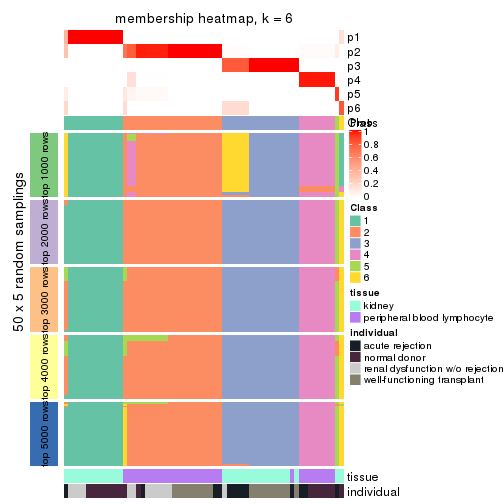 membership heatmap, k = 6
p1
p2
p3
p4
p5
p6
Class
Prob
1
0.8
0.6
0.4
0.2
0
50 x 5 random samplings
top 1000 rows
top 2000 rows
top 3000 rows
top 4000 rows
top 5000 rows
Class
1
2
3
4
5
6
tissue
kidney
peripheral blood lymphocyte
individual
acute rejection
normal donor
renal dysfunction w/o rejection
well-functioning transplant
tissue
individual